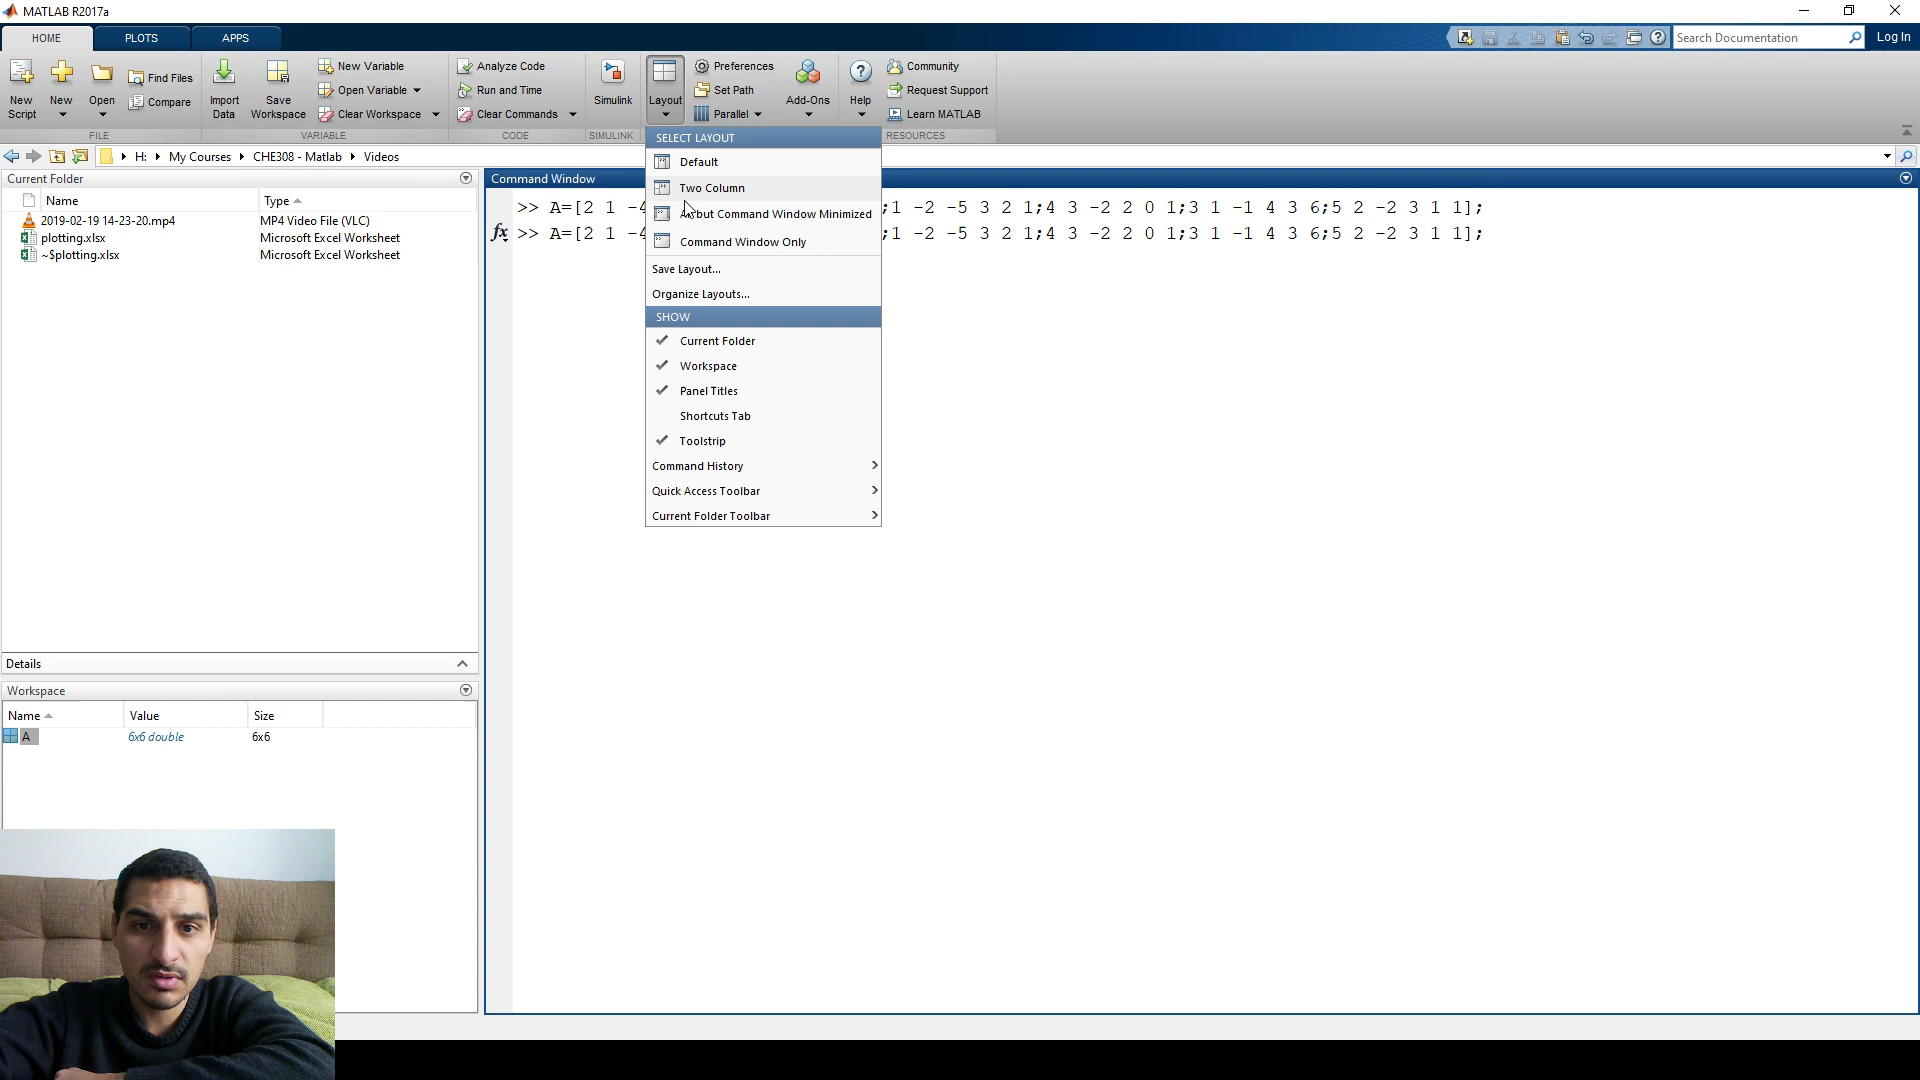 MATLAB R2017a
HOME PLOTS APPS
Search Documentation Log In
New Script
New
Open
Find Files
Compare
FILE
Import Data
Save Workspace
New Variable
Open Variable
Clear Workspace
VARIABLE
Analyze Code
Run and Time
Clear Commands
CODE
Simulink
SIMULINK
Layout
Preferences
Set Path
Parallel
Add-Ons
Help
Community
Request Support
Learn MATLAB
RESOURCES
H: My Courses CHE308 - Matlab Videos
Current Folder
Name Type
2019-02-19 14-23-20.mp4 MP4 Video File (VLC)
plotting.xlsx Microsoft Excel Worksheet
~$plotting.xlsx Microsoft Excel Worksheet
Details
Workspace
Name Value Size
A 6x6 double 6x6
Command Window
>> A=[2 1 -4 ;1 -2 -5 3 2 1;4 3 -2 2 0 1;3 1 -1 4 3 6;5 2 -2 3 1 1];
fx >> A=[2 1 -4 ;1 -2 -5 3 2 1;4 3 -2 2 0 1;3 1 -1 4 3 6;5 2 -2 3 1 1];
SELECT LAYOUT
Default
Two Column
but Command Window Minimized
Command Window Only
Save Layout...
Organize Layouts...
SHOW
Current Folder
Workspace
Panel Titles
Shortcuts Tab
Toolstrip
Command History
Quick Access Toolbar
Current Folder Toolbar